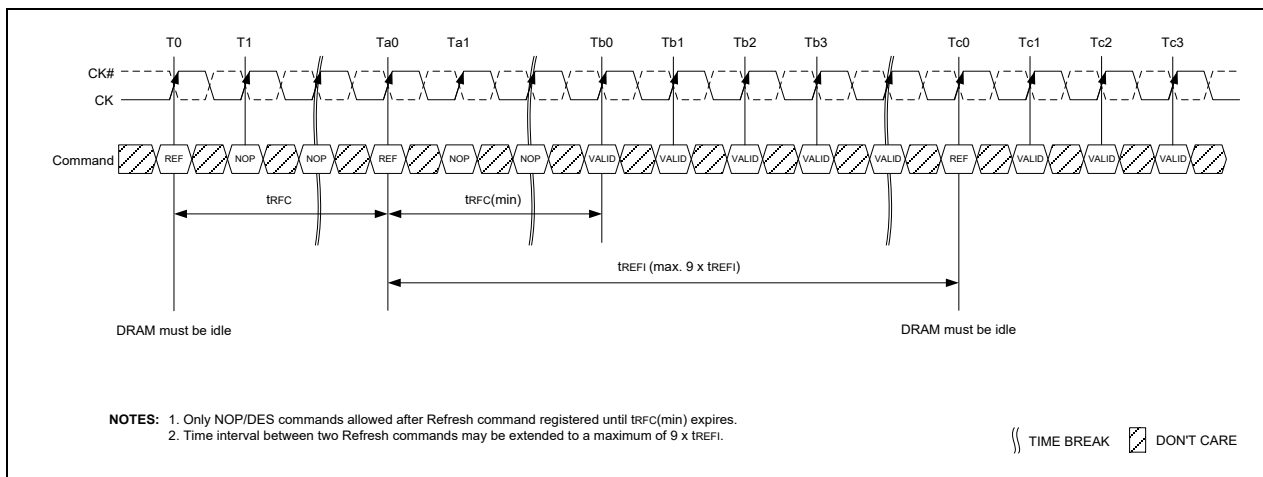 T0 T1 Ta0 Ta1 Tb0 Tb1 Tb2 Tb3 Tc0 Tc1 Tc2 Tc3
CK#
CK
Command REF NOP NOP REF NOP NOP VALID VALID VALID VALID VALID REF VALID VALID VALID
tRFC tRFC(min)
tREFI (max. 9 x tREFI)
DRAM must be idle DRAM must be idle
NOTES: 1. Only NOP/DES commands allowed after Refresh command registered until tRFC(min) expires.
2. Time interval between two Refresh commands may be extended to a maximum of 9 x tREFI.
TIME BREAK DON'T CARE